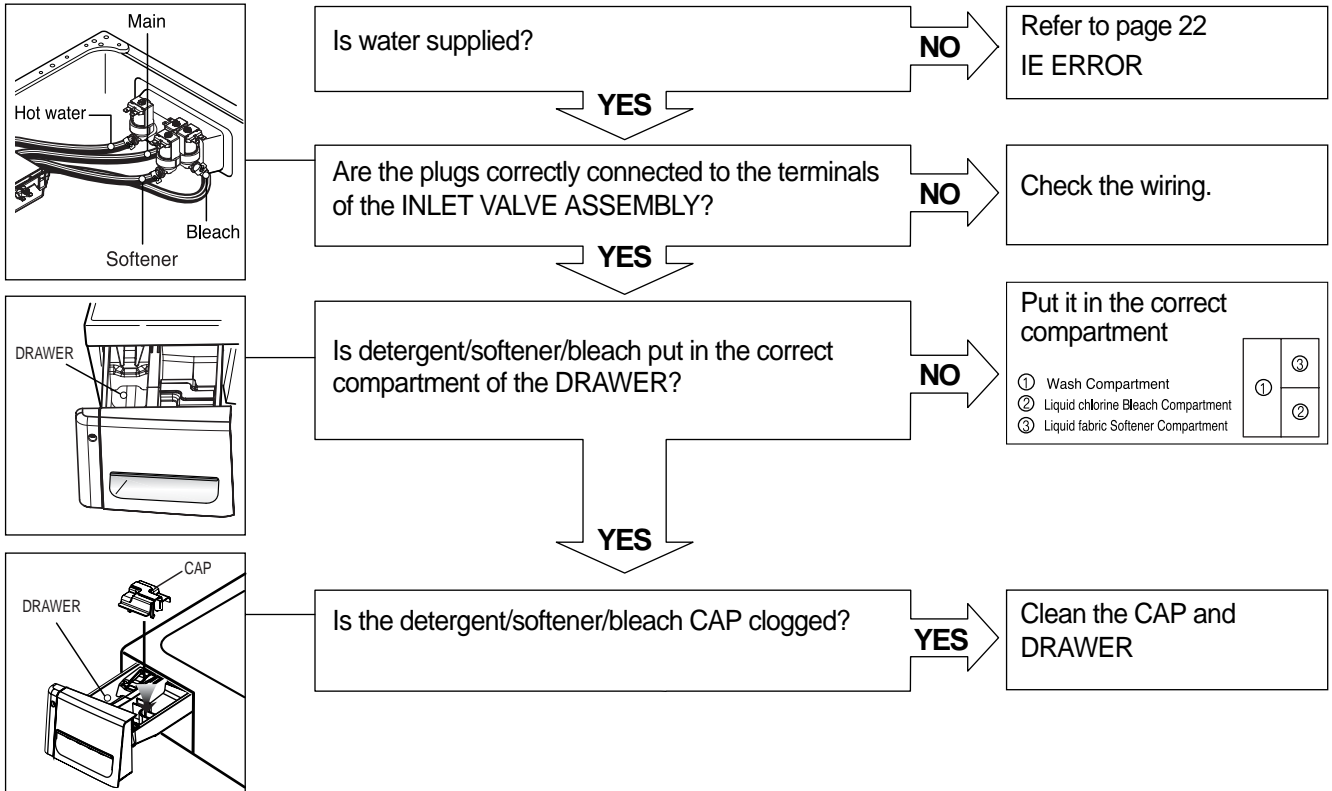 Main
Hot water
Bleach
Softener
Is water supplied?
NO
Refer to page 22
IE ERROR
YES
Are the plugs correctly connected to the terminals
of the INLET VALVE ASSEMBLY?
NO
Check the wiring.
YES
DRAWER
Is detergent/softener/bleach put in the correct
compartment of the DRAWER?
NO
Put it in the correct
compartment
① Wash Compartment
② Liquid chlorine Bleach Compartment
③ Liquid fabric Softener Compartment
①
③
②
YES
CAP
DRAWER
Is the detergent/softener/bleach CAP clogged?
YES
Clean the CAP and
DRAWER